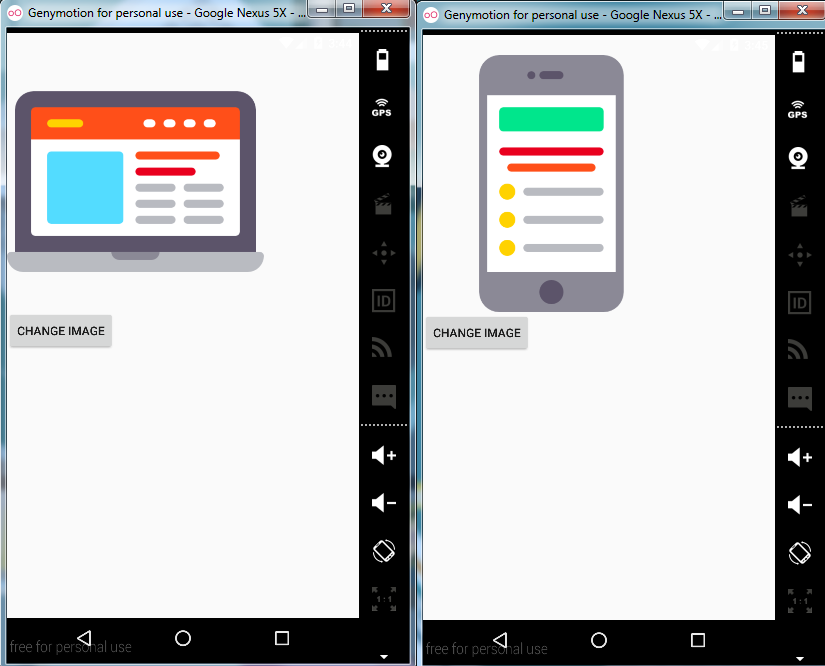 Genymotion for personal use - Google Nexus 5X - ...
GPS
CHANGE IMAGE
ID
1:1
free for personal use
Genymotion for personal use - Google Nexus 5X - ...
GPS
CHANGE IMAGE
ID
1:1
free for personal use